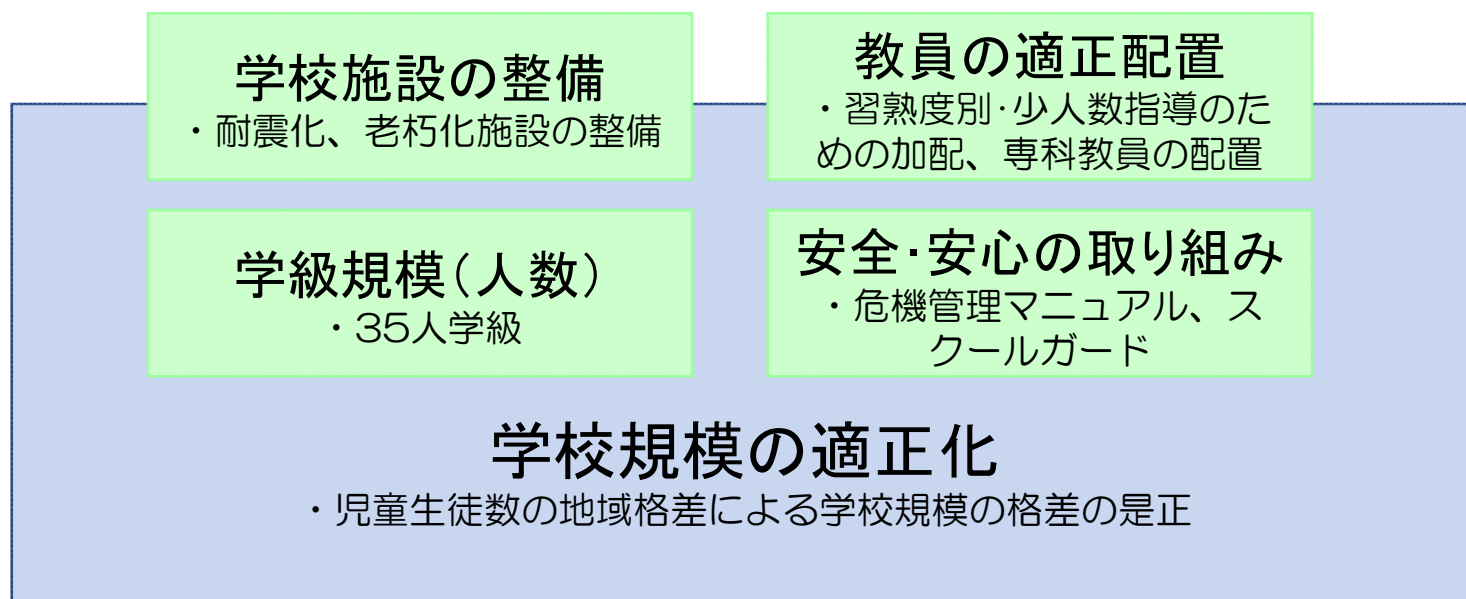 学校施設の整備
・耐震化、老朽化施設の整備
教員の適正配置
・習熟度別・少人数指導のた
めの加配、専科教員の配置
学級規模（人数）
・35人学級
安全・安心の取り組み
・危機管理マニュアル、ス
クールガード
学校規模の適正化
・児童生徒数の地域格差による学校規模の格差の是正